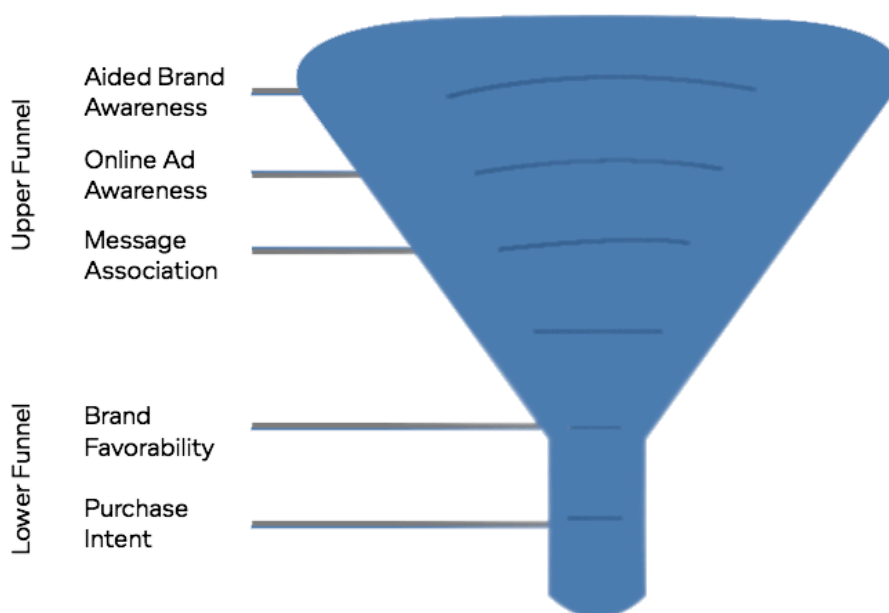 Upper Funnel
Aided Brand
Awareness
Online Ad
Awareness
Message
Association
Lower Funnel
Brand
Favorability
Purchase
Intent